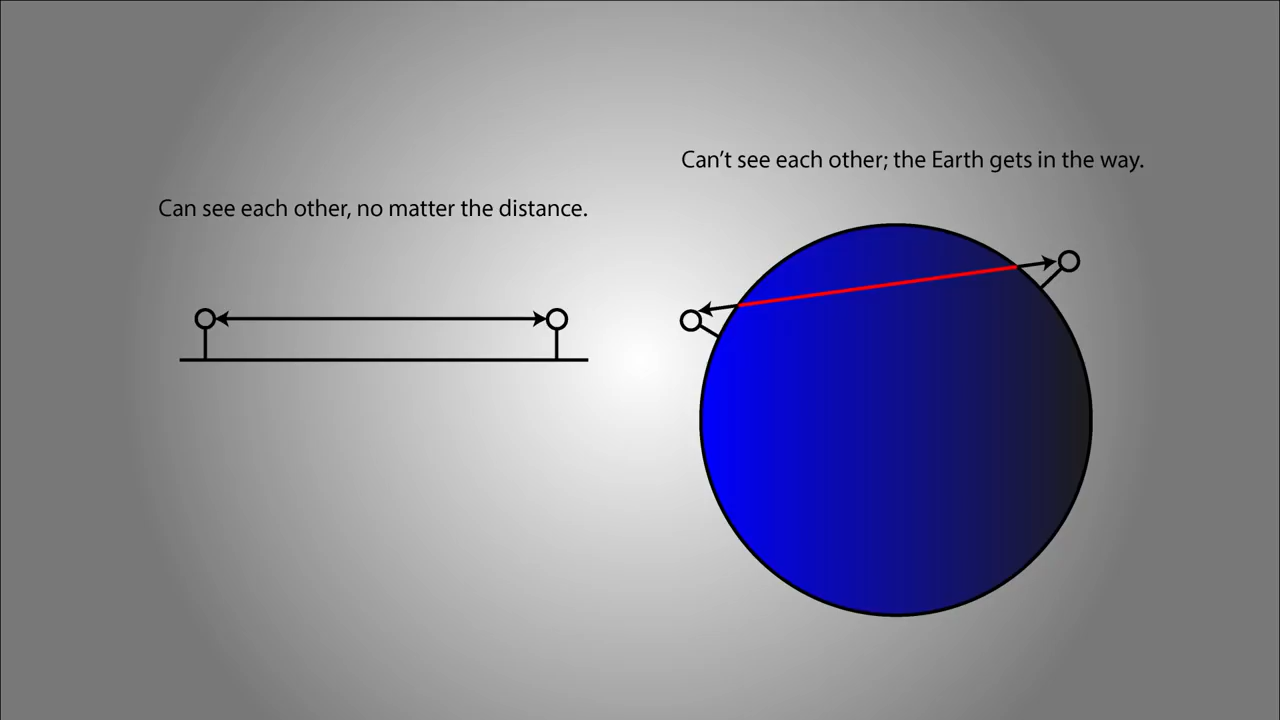 Can't see each other; the Earth gets in the way.
Can see each other, no matter the distance.